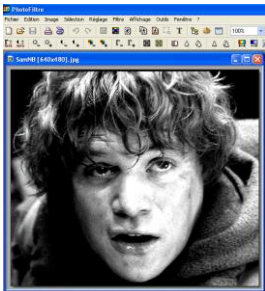 PhotoFiltre
Fichier Edition Image Sélection Réglage Filtre Affichage Outils Fenêtre ?
100%
SamNB [640x480].jpg